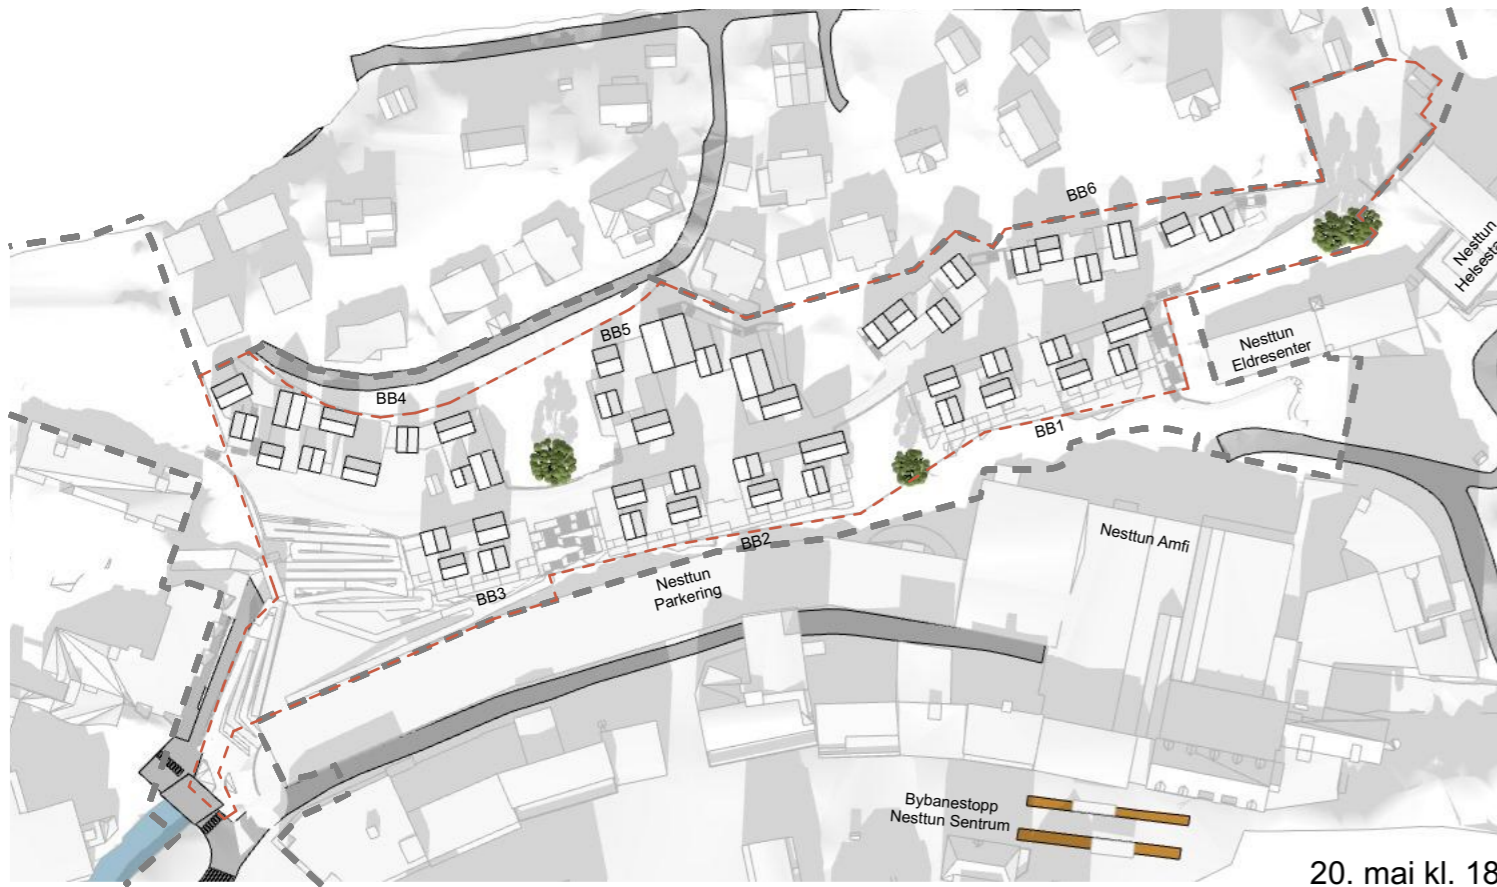 BB6
Nesttun
BB5
Nesttun
Eldresenter
BB4
BB1
Nesttun Amfi
BB2
Nesttun
Parkering
BB3
Bybanestopp
Nesttun Sentrum
20. mai kl. 18